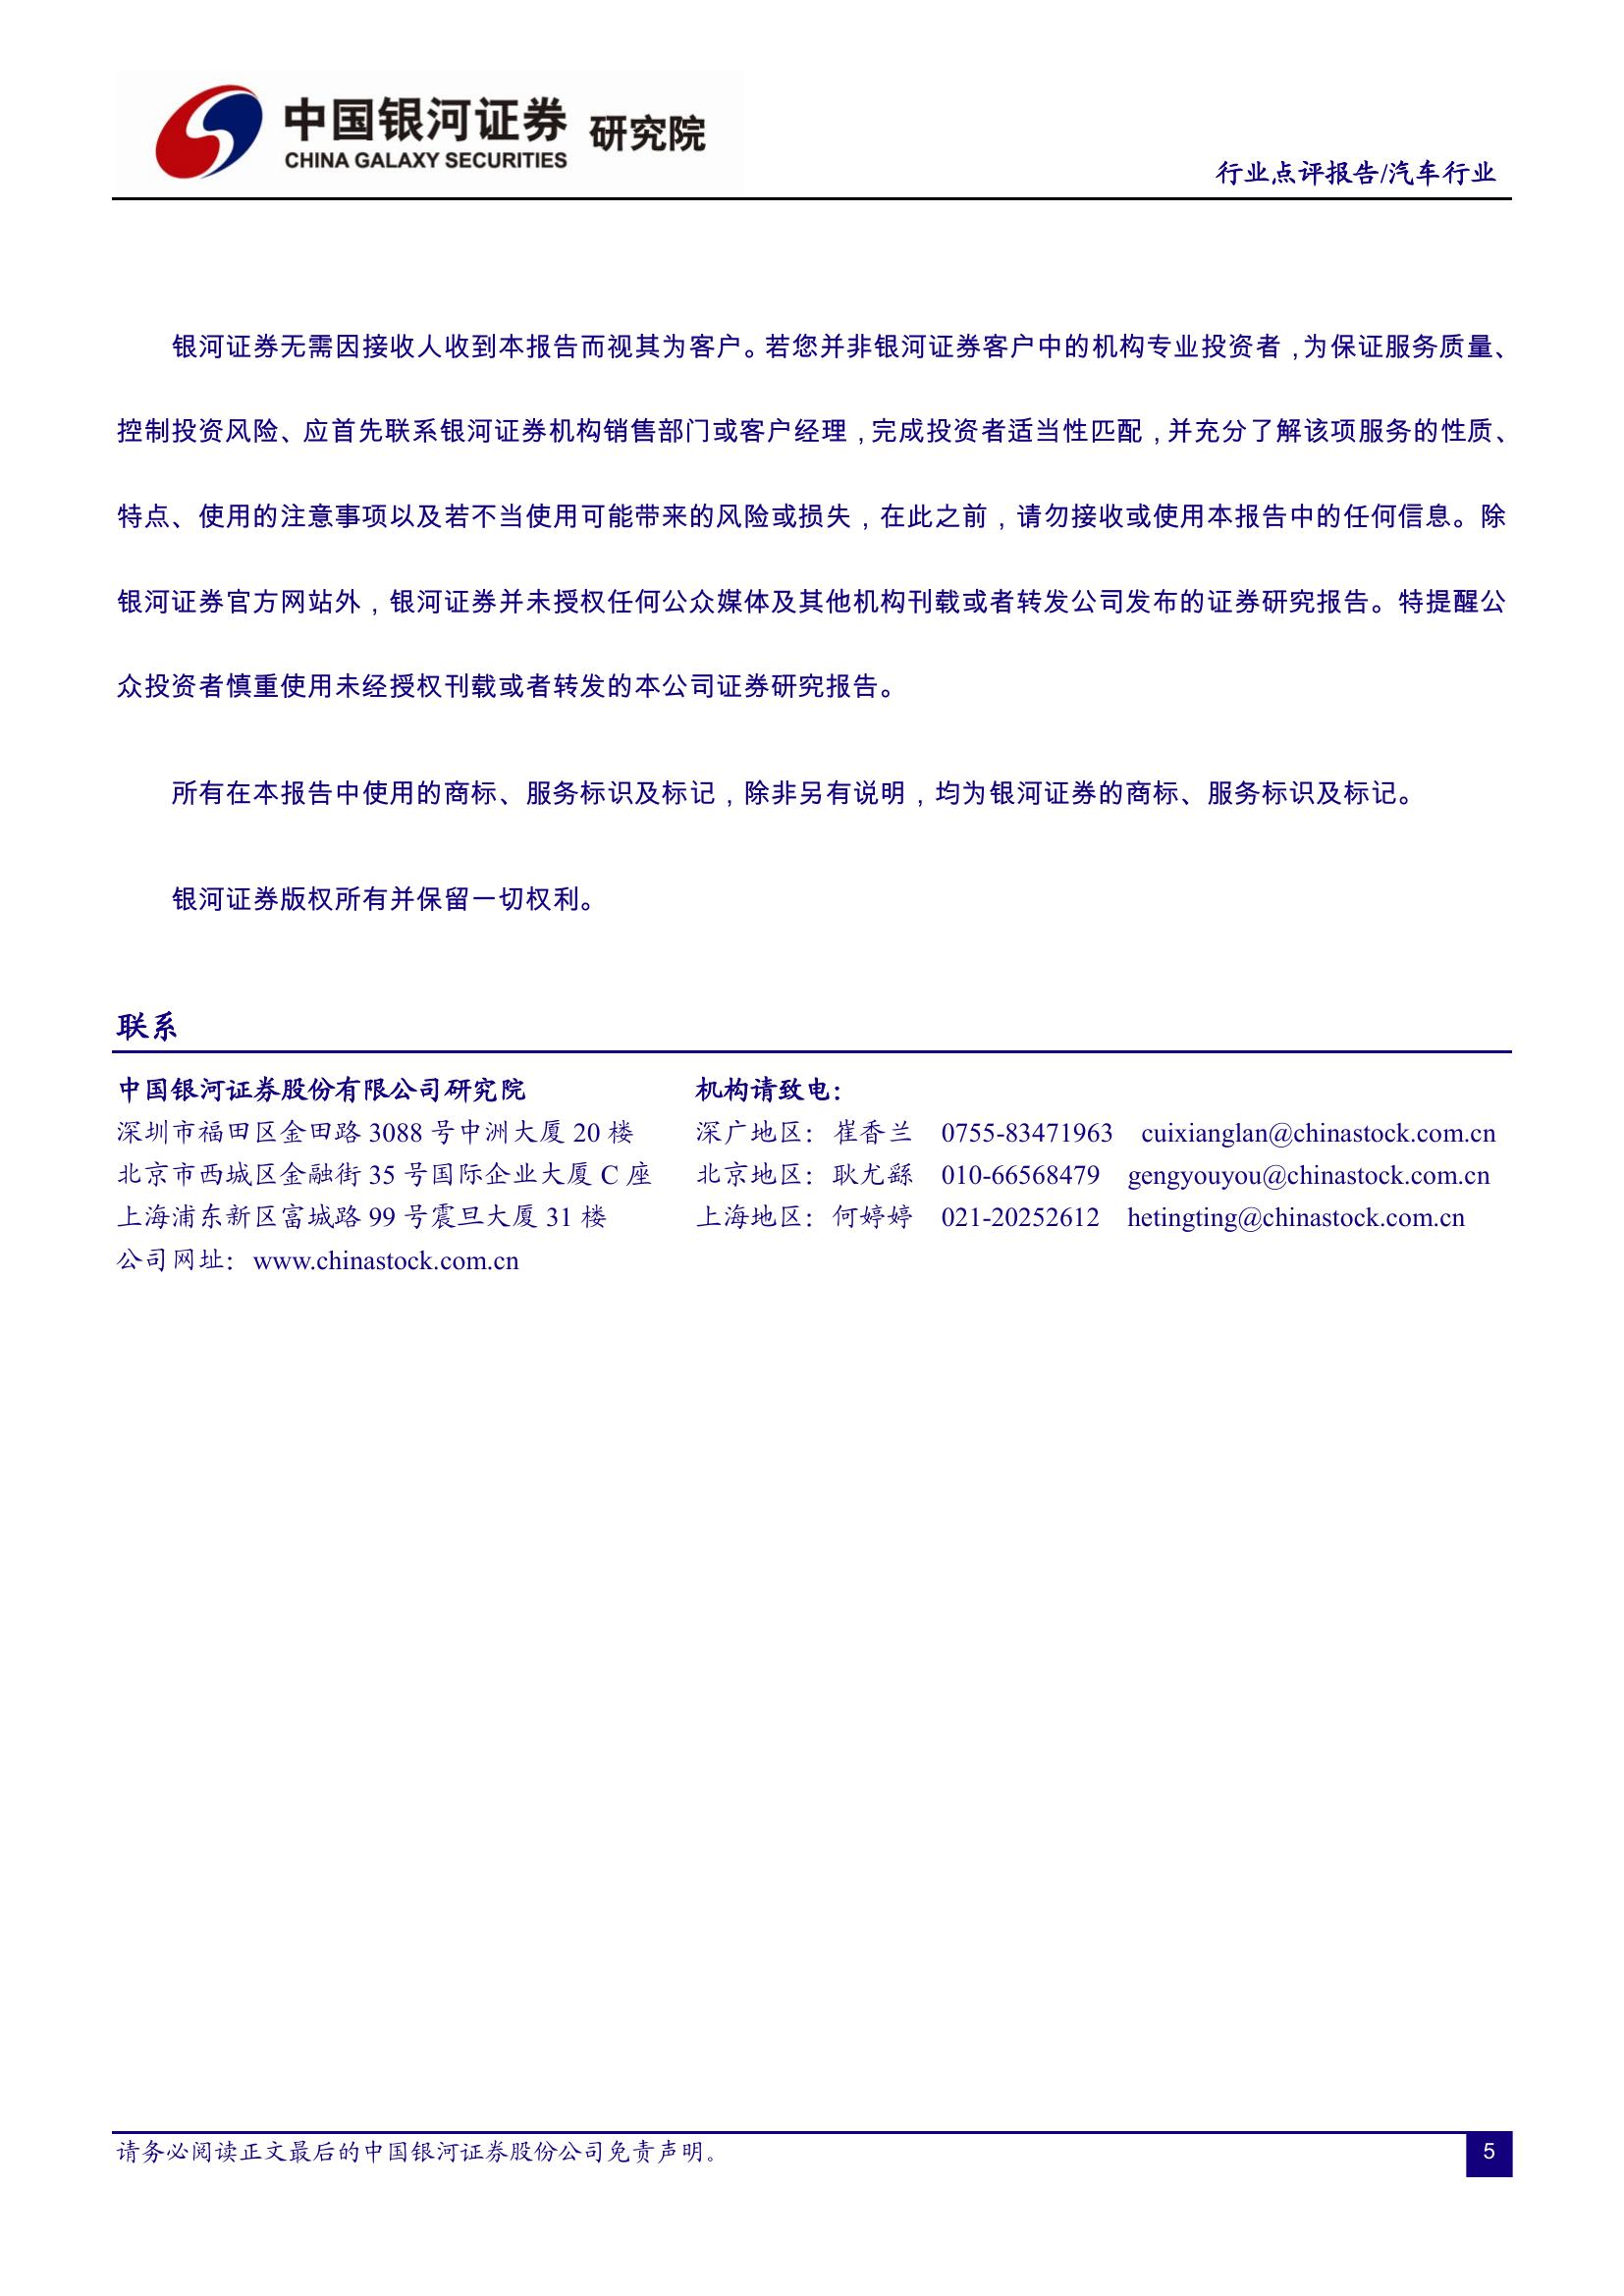 中国银河证券 研究院
CHINA GALAXY SECURITIES
行业点评报告/汽车行业
银河证券无需因接收人收到本报告而视其为客户。若您并非银河证券客户中的机构专业投资者，为保证服务质量、
控制投资风险、应首先联系银河证券机构销售部门或客户经理，完成投资者适当性匹配，并充分了解该项服务的性质、
特点、使用的注意事项以及若不当使用可能带来的风险或损失，在此之前，请勿接收或使用本报告中的任何信息。除
银河证券官方网站外，银河证券并未授权任何公众媒体及其他机构刊载或者转发公司发布的证券研究报告。特提醒公
众投资者慎重使用未经授权刊载或者转发的本公司证券研究报告。
所有在本报告中使用的商标、服务标识及标记，除非另有说明，均为银河证券的商标、服务标识及标记。
银河证券版权所有并保留一切权利。
联系
中国银河证券股份有限公司研究院 机构请致电：
深圳市福田区金田路 3088 号中洲大厦 20 楼 深广地区：崔香兰 0755-83471963 cuixianglan@chinastock.com.cn
北京市西城区金融街 35 号国际企业大厦 C 座 北京地区：耿尤繇 010-66568479 gengyouyou@chinastock.com.cn
上海浦东新区富城路 99 号震旦大厦 31 楼 上海地区：何婷婷 021-20252612 hetingting@chinastock.com.cn
公司网址：www.chinastock.com.cn
请务必阅读正文最后的中国银河证券股份公司免责声明。 5